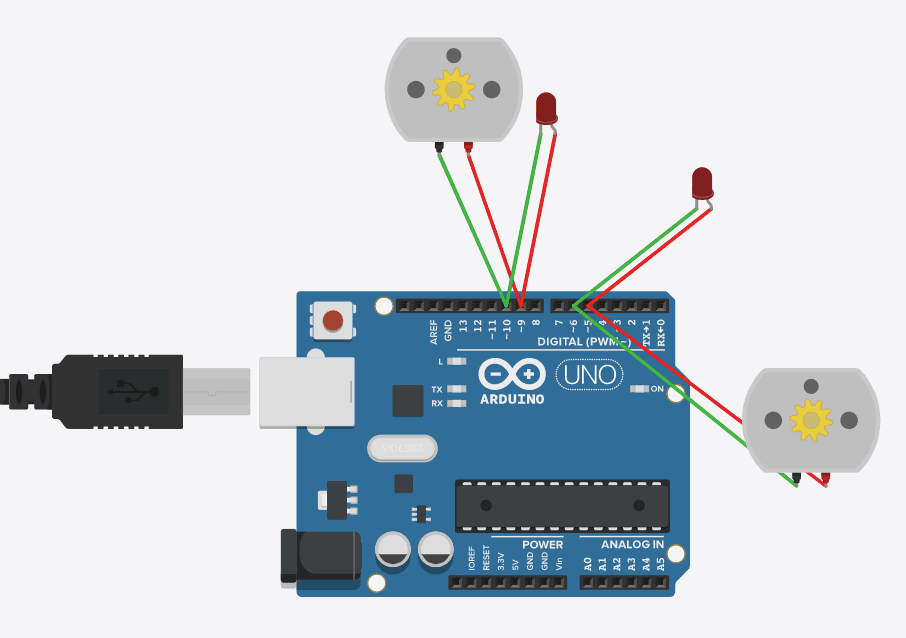 AREF
GND
13
12
~11
~10
~9
8
7
~6
~5
4
~3
2
TX→1
RX←0
DIGITAL (PWM~)
L
TX
RX
ARDUINO
UNO
ON
POWER
ANALOG IN
IOREF
RESET
3.3V
5V
GND
GND
Vin
A0
A1
A2
A3
A4
A5